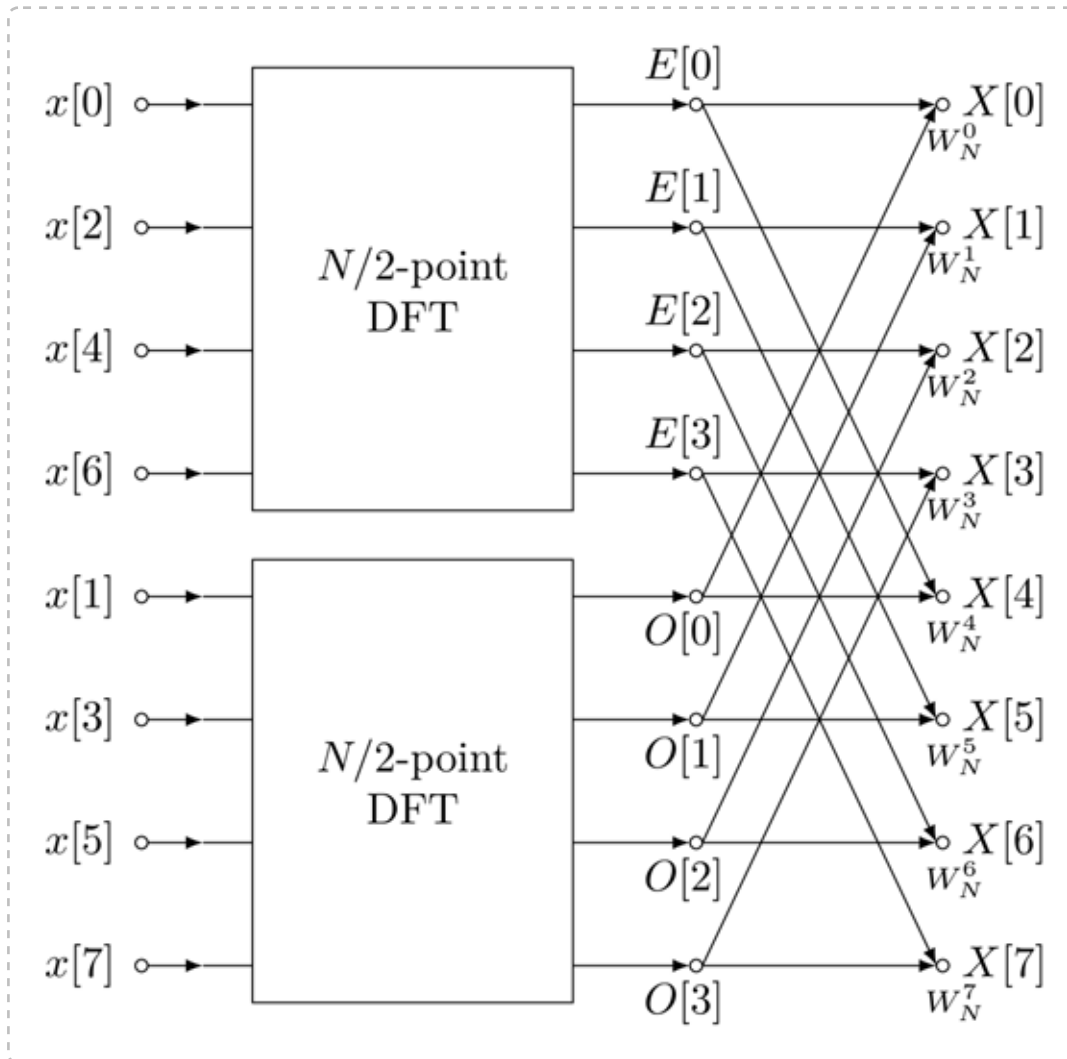 x[0]
E[0]
X[0]
W_N^0
x[2]
E[1]
X[1]
W_N^1
N/2-point
DFT
x[4]
E[2]
X[2]
W_N^2
x[6]
E[3]
X[3]
W_N^3
x[1]
O[0]
X[4]
W_N^4
x[3]
O[1]
X[5]
W_N^5
N/2-point
DFT
x[5]
O[2]
X[6]
W_N^6
x[7]
O[3]
X[7]
W_N^7